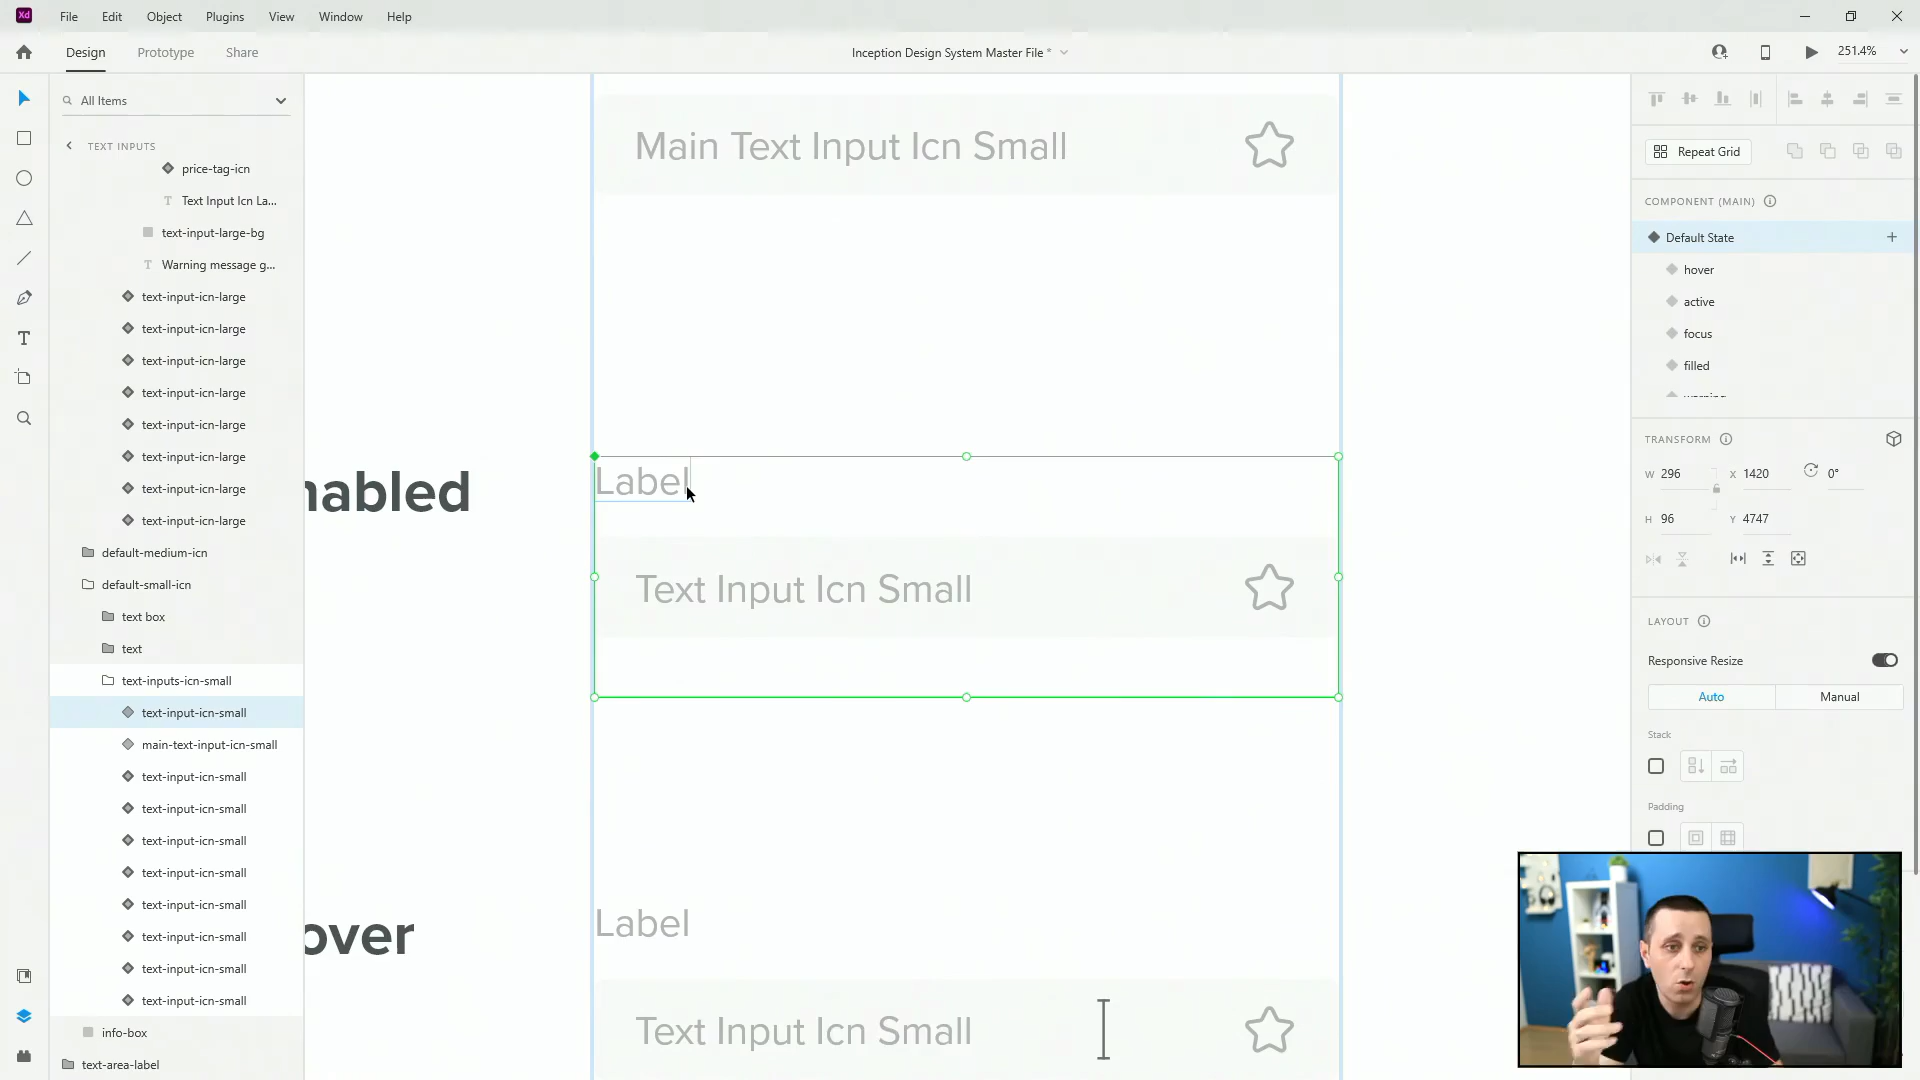 Xd
File Edit Object Plugins View Window Help
Design Prototype Share
Inception Design System Master File *
251.4%
All Items
TEXT INPUTS
price-tag-icn
T Text Input Icn La...
text-input-large-bg
T Warning message g...
text-input-icn-large
text-input-icn-large
text-input-icn-large
text-input-icn-large
text-input-icn-large
text-input-icn-large
text-input-icn-large
text-input-icn-large
default-medium-icn
default-small-icn
text box
text
text-inputs-icn-small
text-input-icn-small
main-text-input-icn-small
text-input-icn-small
text-input-icn-small
text-input-icn-small
text-input-icn-small
text-input-icn-small
text-input-icn-small
text-input-icn-small
text-input-icn-small
info-box
text-area-label
Main Text Input Icn Small
nabled
Label
Text Input Icn Small
over
Label
Text Input Icn Small
Repeat Grid
COMPONENT (MAIN)
Default State
hover
active
focus
filled
TRANSFORM
W 296 X 1420 0°
H 96 Y 4747
LAYOUT
Responsive Resize
Auto Manual
Stack
Padding